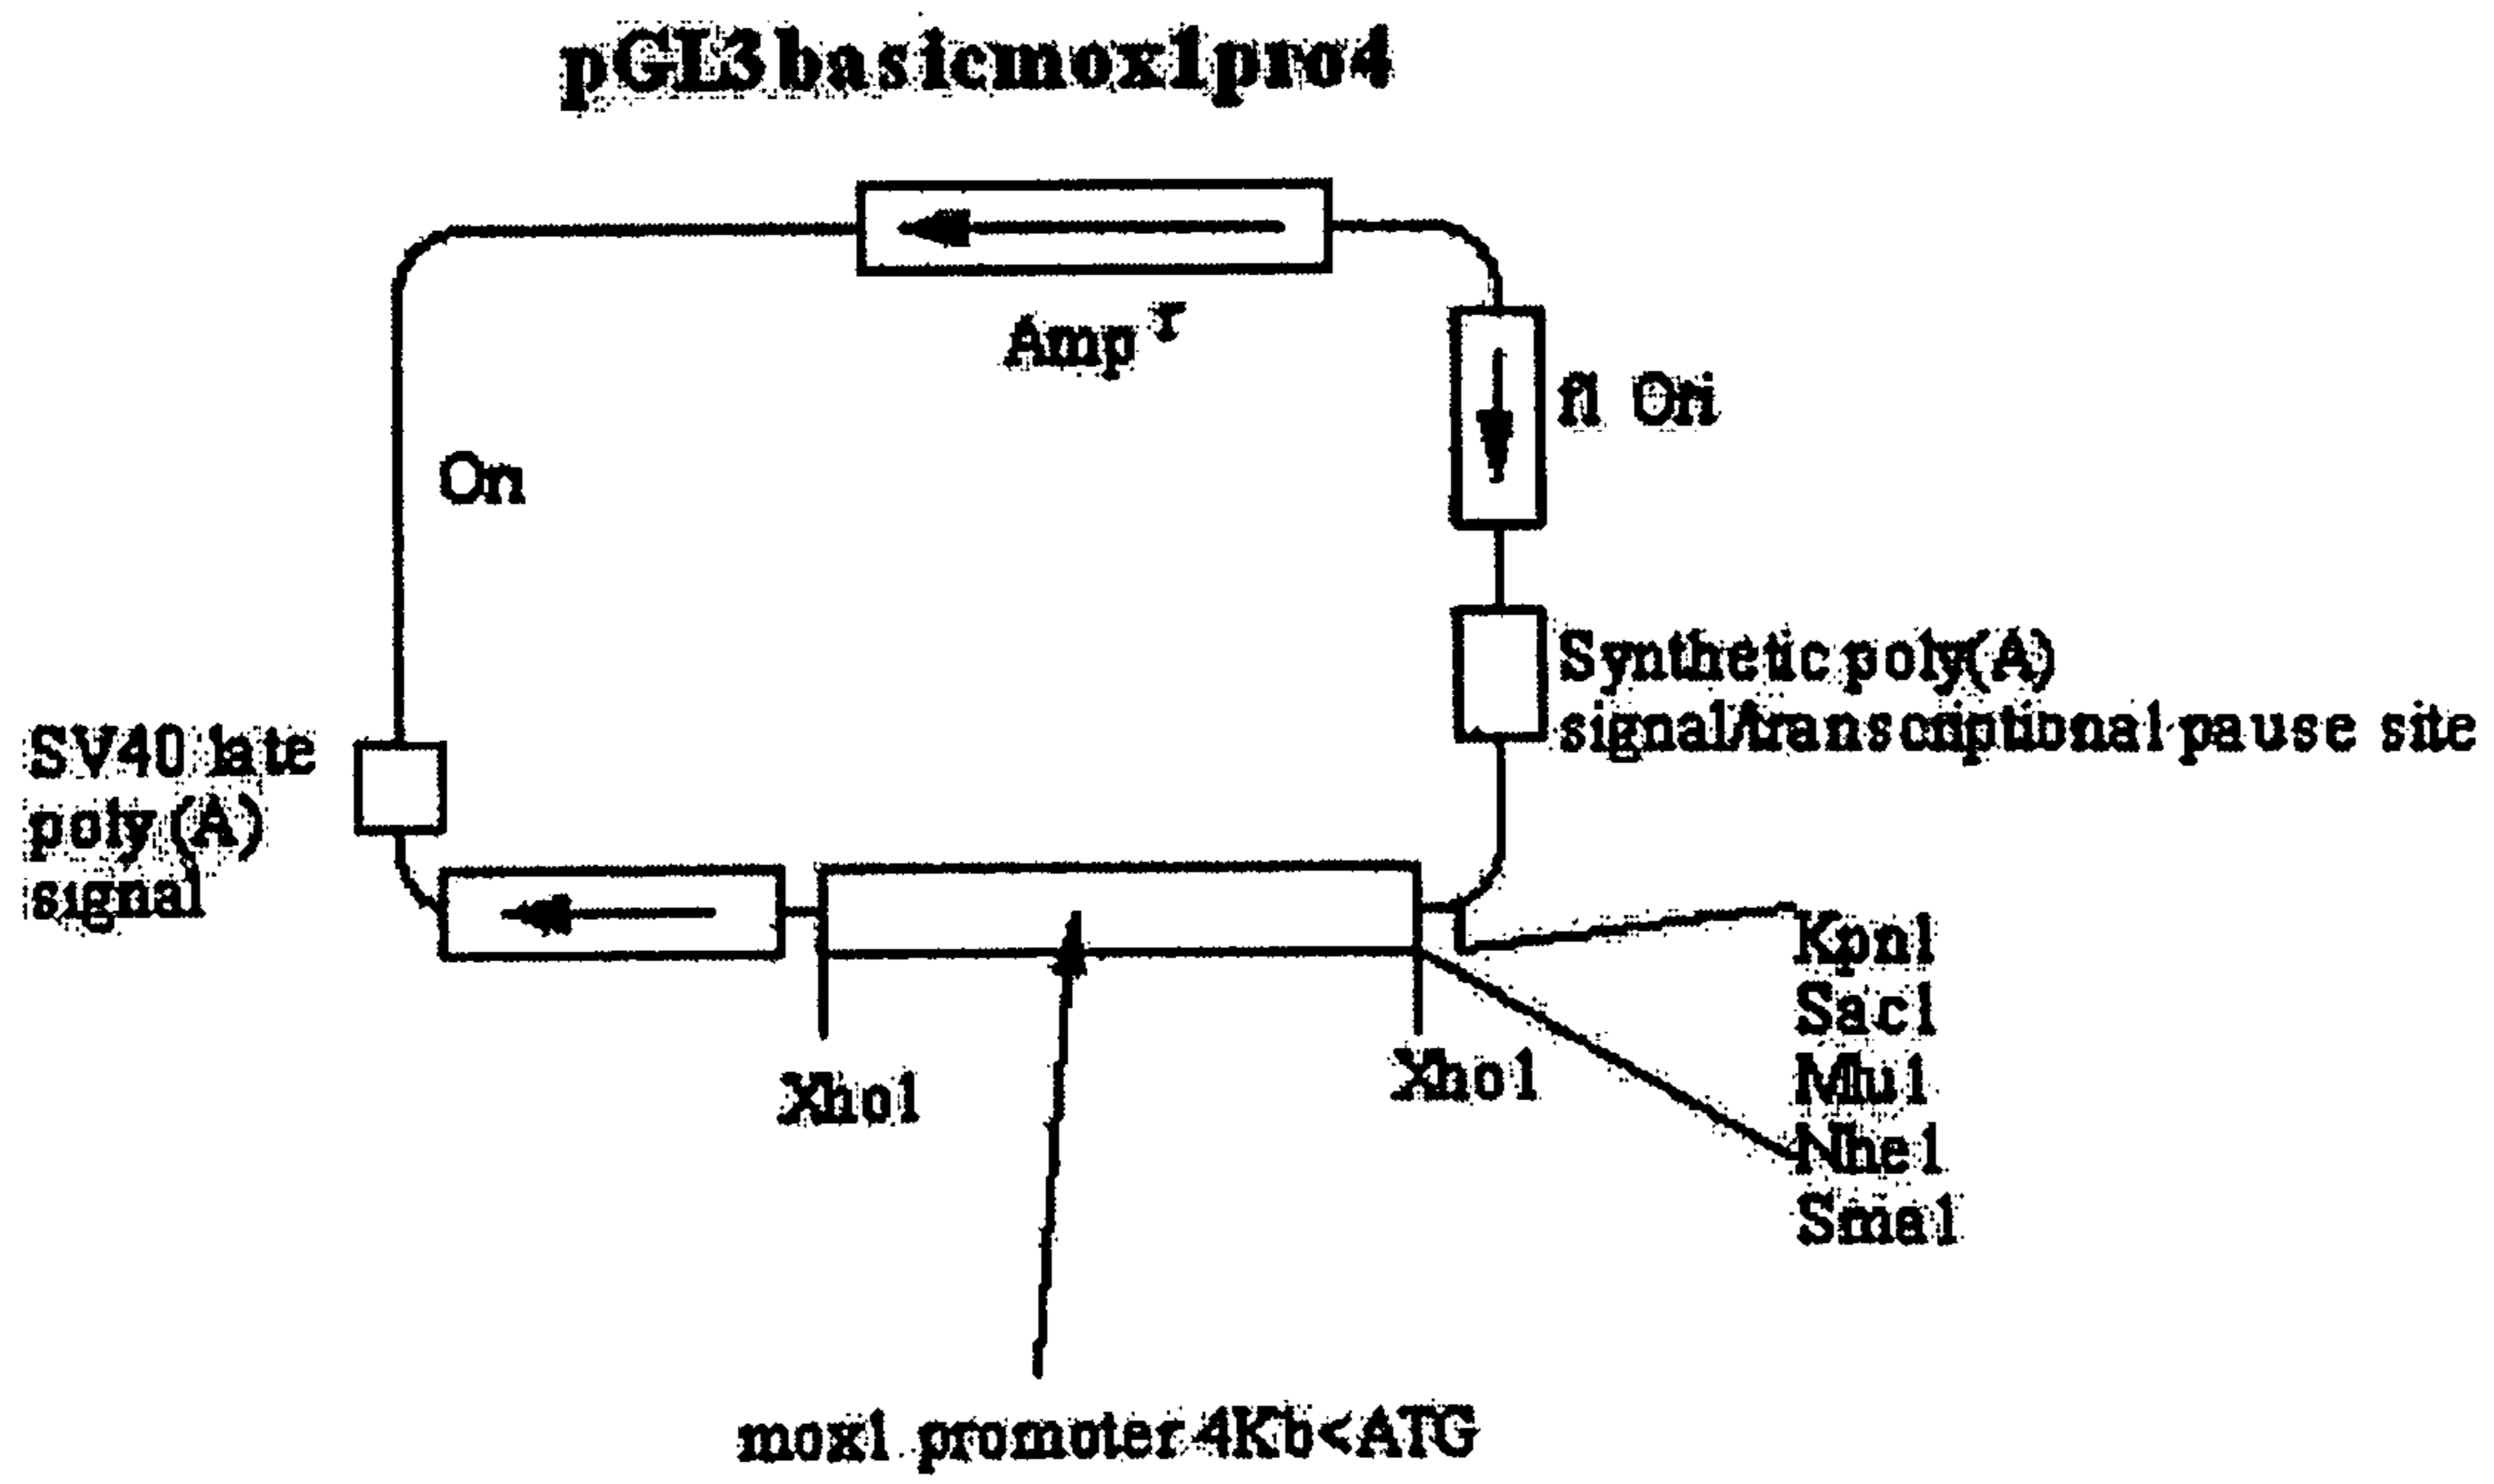 pGL3basicmox1pro4
Amp r
f1 Ori
Ori
Synthetic poly(A)
signal/transcriptional pause site
SV40 late
poly(A)
signal
Kpn1
Sac1
Mlu1
Nhe1
Sma1
Xho1
Xho1
mox1 promoter 4Kb<ATG